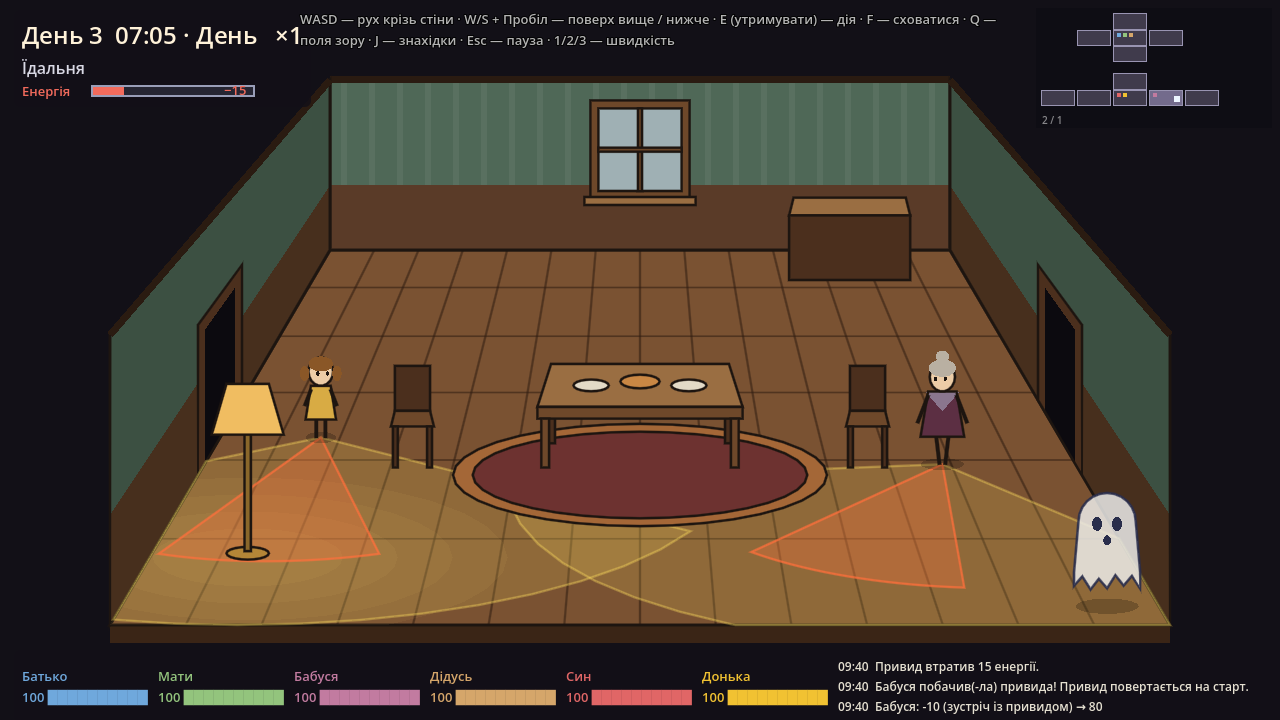 День 3  07:05 · День  ×1
WASD — рух крізь стіни · W/S + Пробіл — поверх вище / нижче · E (утримувати) — дія · F — сховатися · Q —
поля зору · J — знахідки · Esc — пауза · 1/2/3 — швидкість
Їдальня
Енергія −15
2 / 1
Батько Мати Бабуся Дідусь Син Донька
100 100 100 100 100 100
09:40 Привид втратив 15 енергії.
09:40 Бабуся побачив(-ла) привида! Привид повертається на старт.
09:40 Бабуся: -10 (зустріч із привидом) → 80